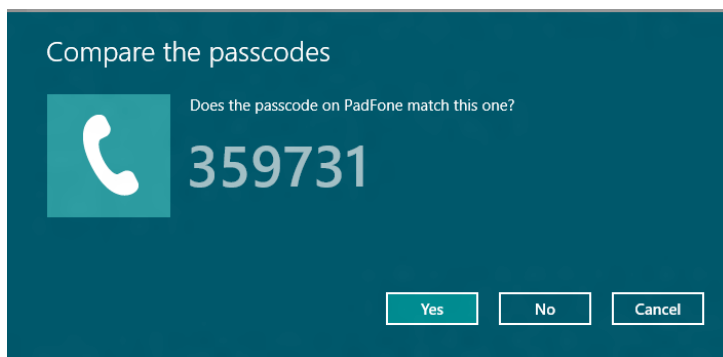 Compare the passcodes
Does the passcode on PadFone match this one?
359731
Yes No Cancel